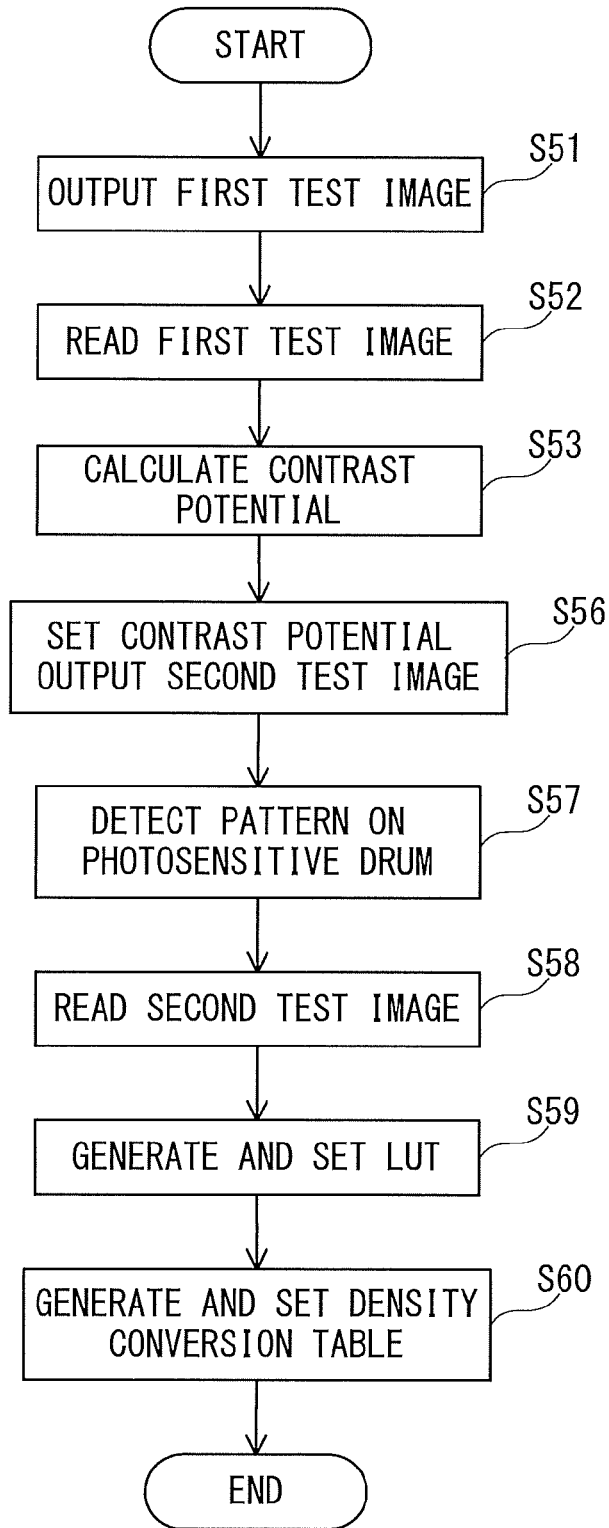 START
S51
OUTPUT FIRST TEST IMAGE
S52
READ FIRST TEST IMAGE
S53
CALCULATE CONTRAST
POTENTIAL
S56
SET CONTRAST POTENTIAL
OUTPUT SECOND TEST IMAGE
S57
DETECT PATTERN ON
PHOTOSENSITIVE DRUM
S58
READ SECOND TEST IMAGE
S59
GENERATE AND SET LUT
S60
GENERATE AND SET DENSITY
CONVERSION TABLE
END